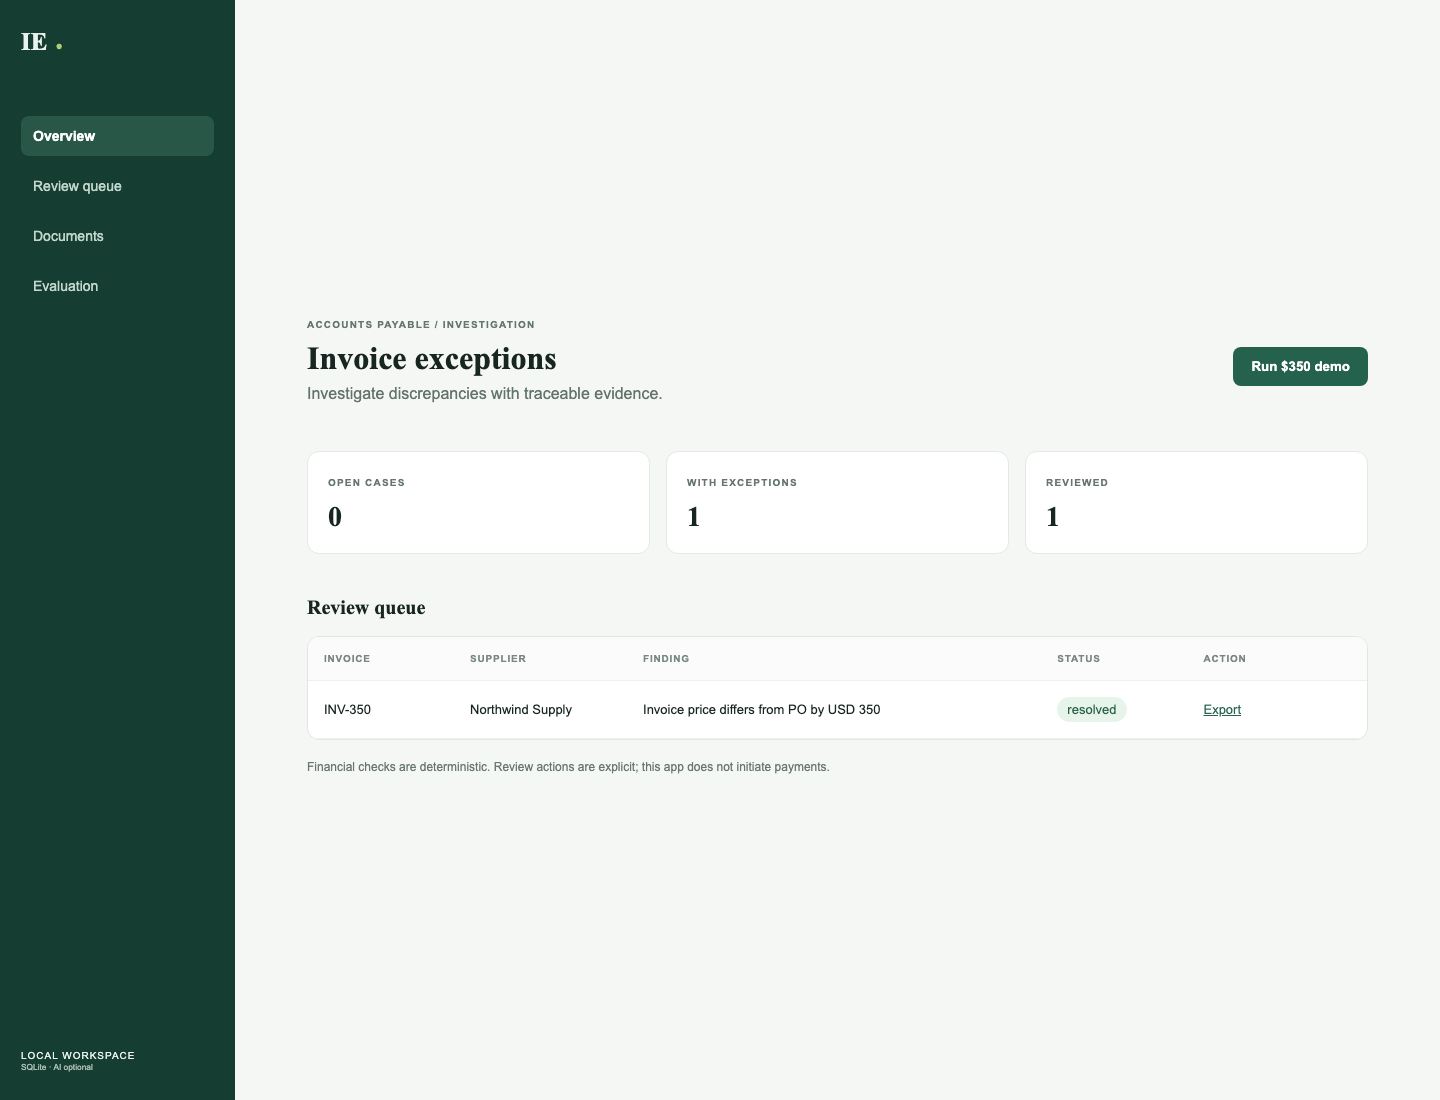 IE .
Overview
Review queue
Documents
Evaluation
LOCAL WORKSPACE
SQLite · AI optional
ACCOUNTS PAYABLE / INVESTIGATION
Invoice exceptions
Investigate discrepancies with traceable evidence.
Run $350 demo
OPEN CASES
0
WITH EXCEPTIONS
1
REVIEWED
1
Review queue
INVOICE SUPPLIER FINDING STATUS ACTION
INV-350 Northwind Supply Invoice price differs from PO by USD 350 resolved Export
Financial checks are deterministic. Review actions are explicit; this app does not initiate payments.